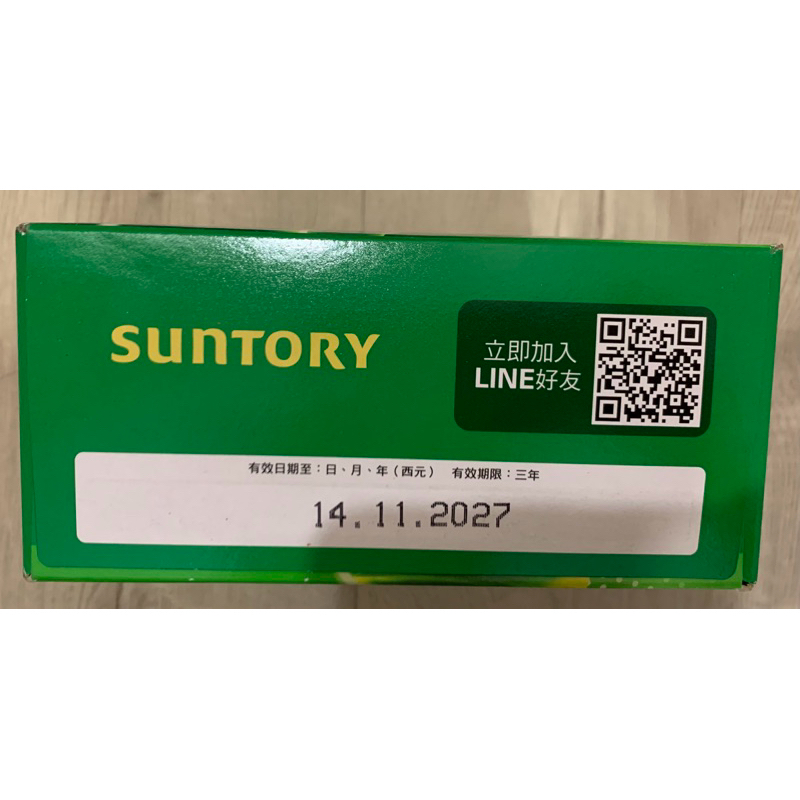 SUNTORY
立即加入
LINE好友
有效日期至：日、月、年（西元） 有效期限：三年
14.11.2027